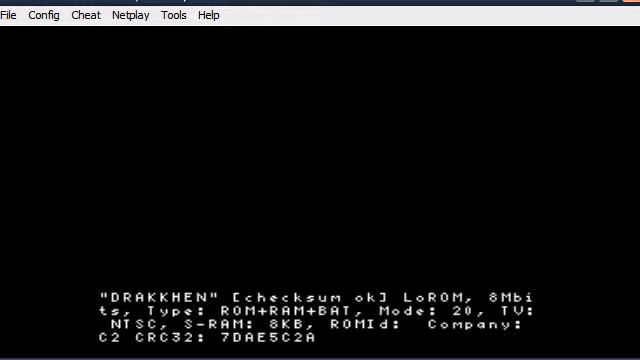 File Config Cheat Netplay Tools Help
"DRAKKHEN" [checksum ok] LoROM, 8Mbi
ts, Type: ROM+RAM+BAT, Mode: 20, TV:
NTSC, S-RAM: 8KB, ROMId: Company:
C2 CRC32: 7DAE5C2A